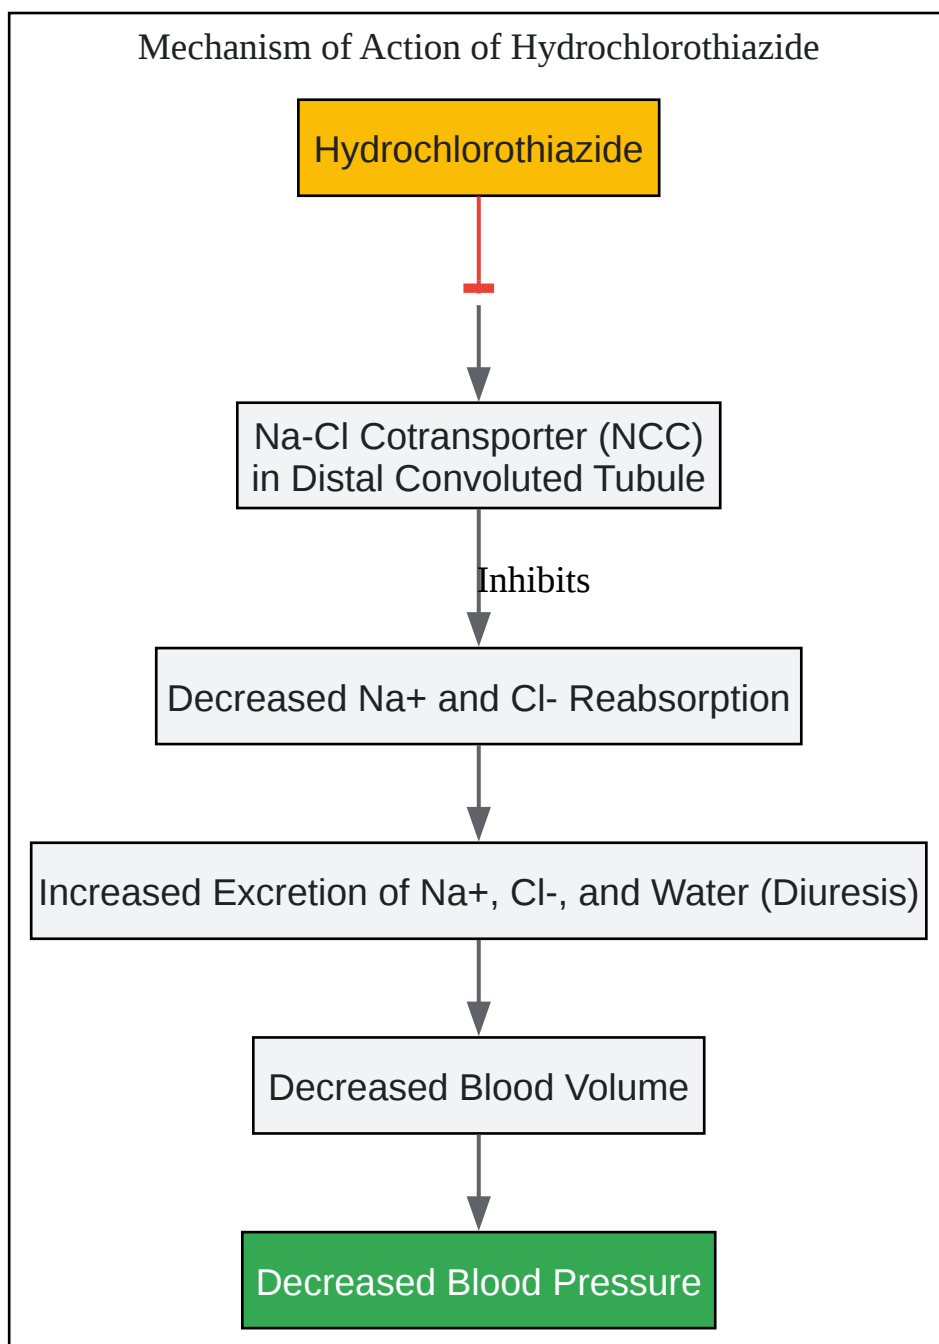 Mechanism of Action of Hydrochlorothiazide
Hydrochlorothiazide
Na-Cl Cotransporter (NCC)
in Distal Convoluted Tubule
Inhibits
Decreased Na+ and Cl- Reabsorption
Increased Excretion of Na+, Cl-, and Water (Diuresis)
Decreased Blood Volume
Decreased Blood Pressure